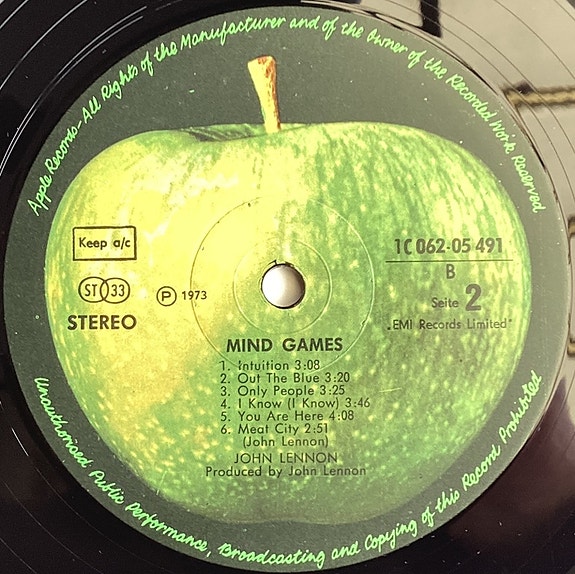 Apple Records-All Rights of the Manufacturer and of the Owner of the Recorded Work Reserved
Keep a/c
1C 062-05 491
B
ST 33
P 1973
Seite 2
STEREO
„EMI Records Limited"
MIND GAMES
1. Intuition 3:08
2. Out The Blue 3:20
3. Only People 3:25
4. I Know (I Know) 3:46
5. You Are Here 4:08
6. Meat City 2:51
(John Lennon)
JOHN LENNON
Produced by John Lennon
Unauthorised Public Performance, Broadcasting and Copying of this Record Prohibited